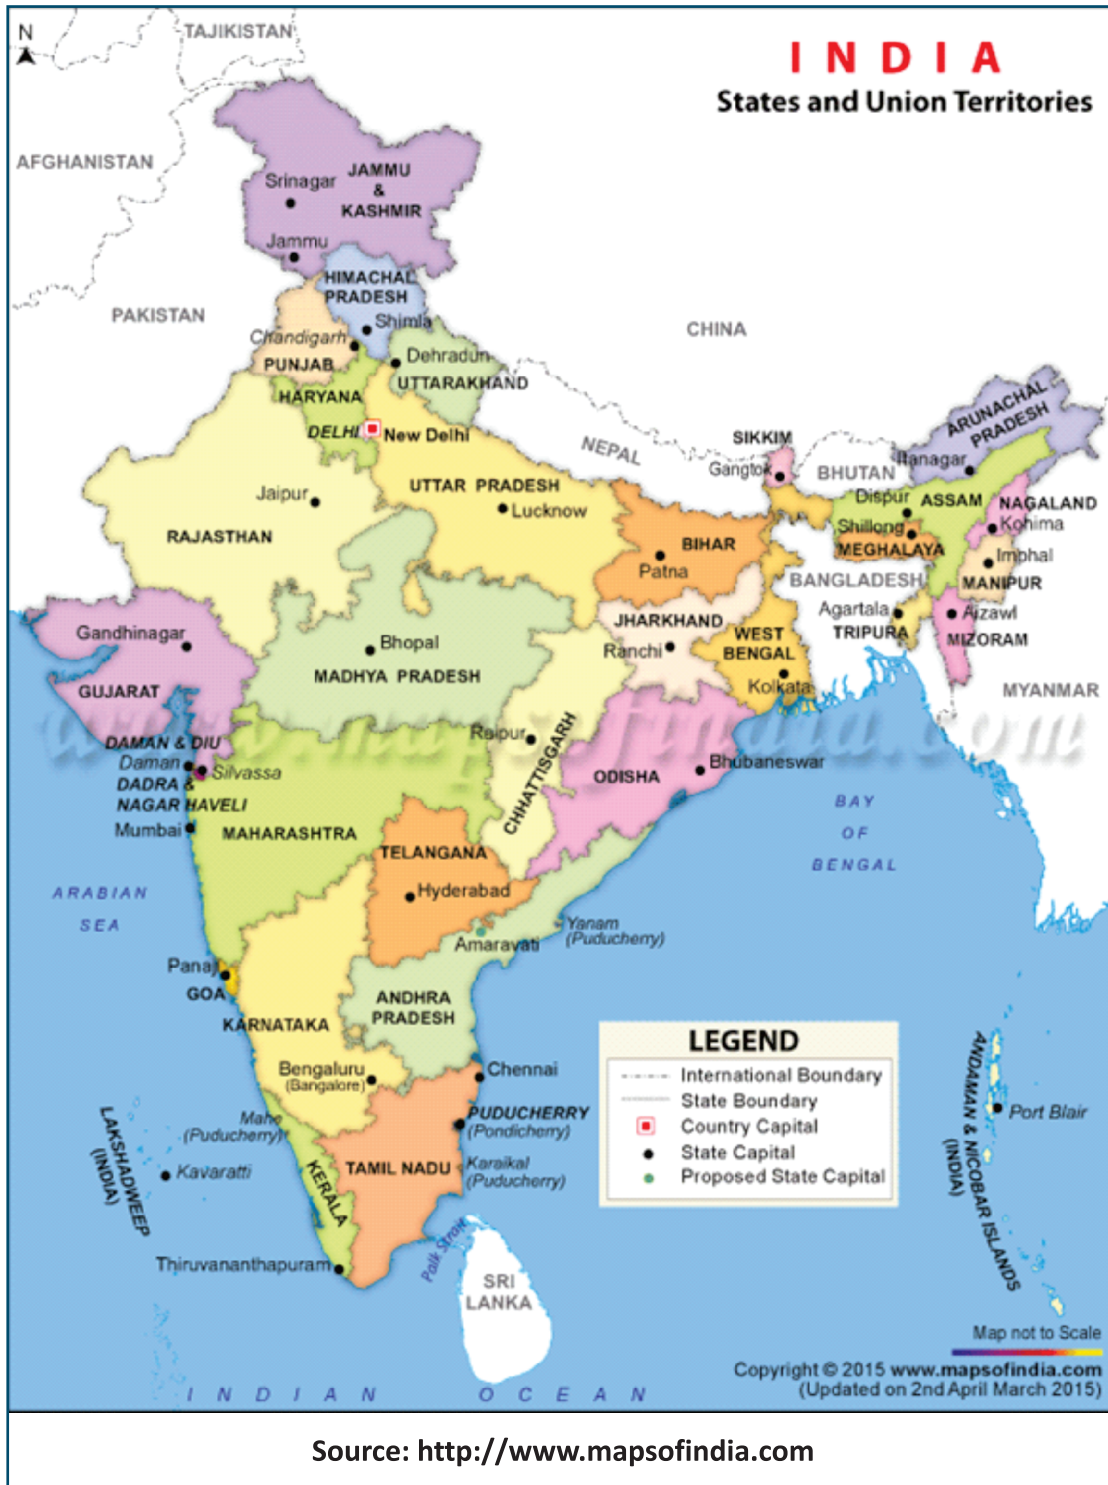 N
TAJIKISTAN
INDIA
States and Union Territories
AFGHANISTAN
JAMMU
&
KASHMIR
Srinagar
Jammu
HIMACHAL
PRADESH
PAKISTAN
Shimla
CHINA
Chandigarh
PUNJAB
Dehradun
UTTARAKHAND
HARYANA
DELHI
New Delhi
ARUNACHAL
PRADESH
NEPAL
SIKKIM
Gangtok
BHUTAN
Itanagar
UTTAR PRADESH
Lucknow
Jaipur
RAJASTHAN
Dispur
ASSAM
NAGALAND
Kohima
Shillong
MEGHALAYA
BIHAR
Patna
Imphal
MANIPUR
BANGLADESH
Agartala
TRIPURA
Aizawl
MIZORAM
JHARKHAND
Ranchi
WEST
BENGAL
Kolkata
Gandhinagar
GUJARAT
Bhopal
MADHYA PRADESH
MYANMAR
www.mapsofindia.com
DAMAN & DIU
Daman
Silvassa
DADRA &
NAGAR HAVELI
Mumbai
MAHARASHTRA
Raipur
CHHATTISGARH
ODISHA
Bhubaneswar
BAY
OF
BENGAL
TELANGANA
Hyderabad
ARABIAN
SEA
Amaravati
Yanam
(Puducherry)
Panaji
GOA
KARNATAKA
ANDHRA
PRADESH
Bengaluru
(Bangalore)
Chennai
LEGEND
International Boundary
State Boundary
Country Capital
State Capital
Proposed State Capital
ANDAMAN & NICOBAR ISLANDS
(INDIA)
Port Blair
Mahe
(Puducherry)
PUDUCHERRY
(Pondicherry)
LAKSHADWEEP
(INDIA)
Kavaratti
KERALA
TAMIL NADU
Karaikal
(Puducherry)
Thiruvananthapuram
Palk Strait
SRI
LANKA
Map not to Scale
Copyright © 2015 www.mapsofindia.com
(Updated on 2nd April March 2015)
INDIAN OCEAN
Source: http://www.mapsofindia.com